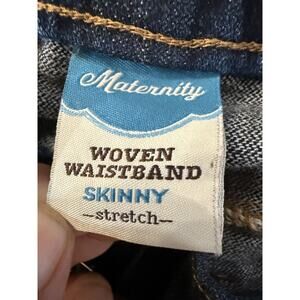 Maternity
WOVEN
WAISTBAND
SKINNY
—stretch—